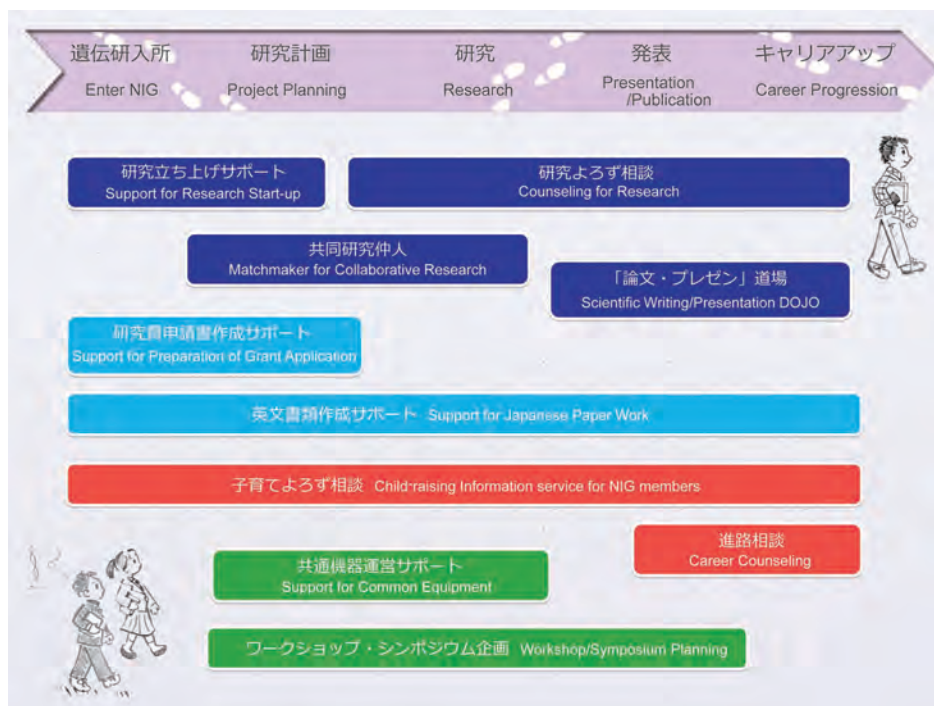 遺伝研入所
Enter NIG
研究計画
Project Planning
研究
Research
発表
Presentation
/Publication
キャリアアップ
Career Progression
研究立ち上げサポート
Support for Research Start-up
研究よろず相談
Counseling for Research
共同研究仲人
Matchmaker for Collaborative Research
「論文・プレゼン」道場
Scientific Writing/Presentation DOJO
研究費申請書作成サポート
Support for Preparation of Grant Application
英文書類作成サポート Support for Japanese Paper Work
子育てよろず相談 Child-raising Information service for NIG members
進路相談
Career Counseling
共通機器運営サポート
Support for Common Equipment
ワークショップ・シンポジウム企画 Workshop/Symposium Planning